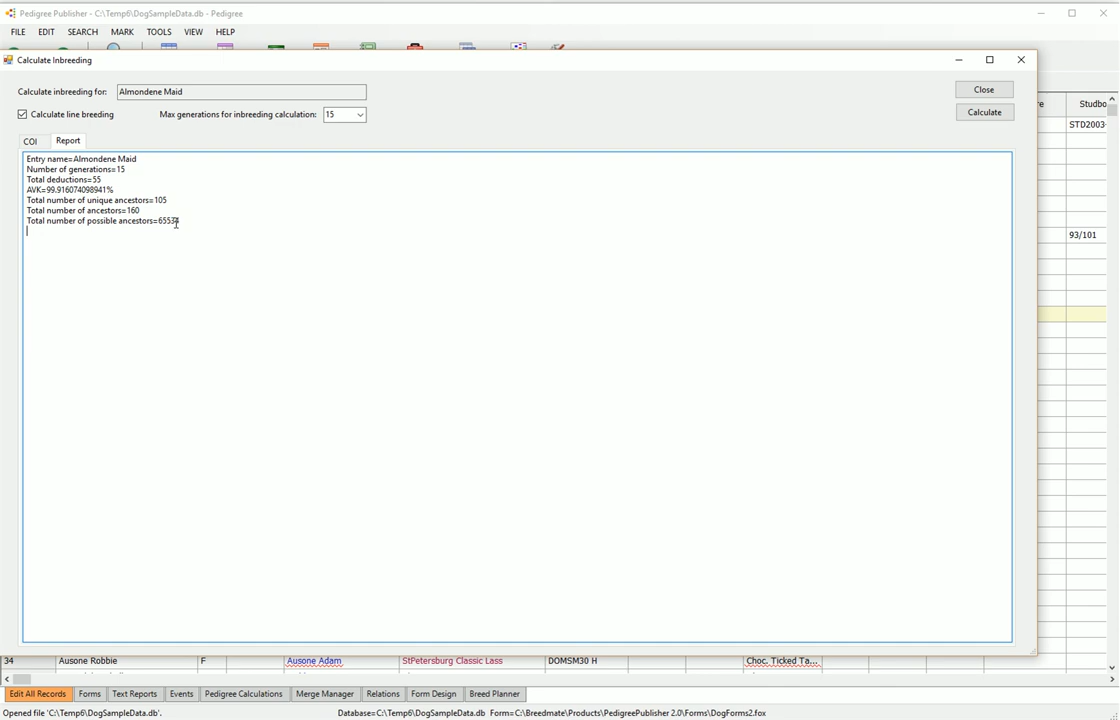 Pedigree Publisher - C:\Temp6\DogSampleData.db - Pedigree
FILE EDIT SEARCH MARK TOOLS VIEW HELP
Calculate Inbreeding
Calculate inbreeding for: Almondene Maid Close
Calculate line breeding Max generations for inbreeding calculation: 15 Calculate
COI Report
Entry name=Almondene Maid
Number of generations=15
Total deductions=55
AVK=99.916074098941%
Total number of unique ancestors=105
Total number of ancestors=160
Total number of possible ancestors=65534
STD2003-
93/101
34 Ausone Robbie F Ausone Adam StPetersburg Classic Lass DOMSM30 H Choc. Ticked Ta...
Edit All Records Forms Text Reports Events Pedigree Calculations Merge Manager Relations Form Design Breed Planner
Opened file 'C:\Temp6\DogSampleData.db'. Database=C:\Temp6\DogSampleData.db Form=C:\Breedmate\Products\PedigreePublisher 2.0\Forms\DogForms2.fox